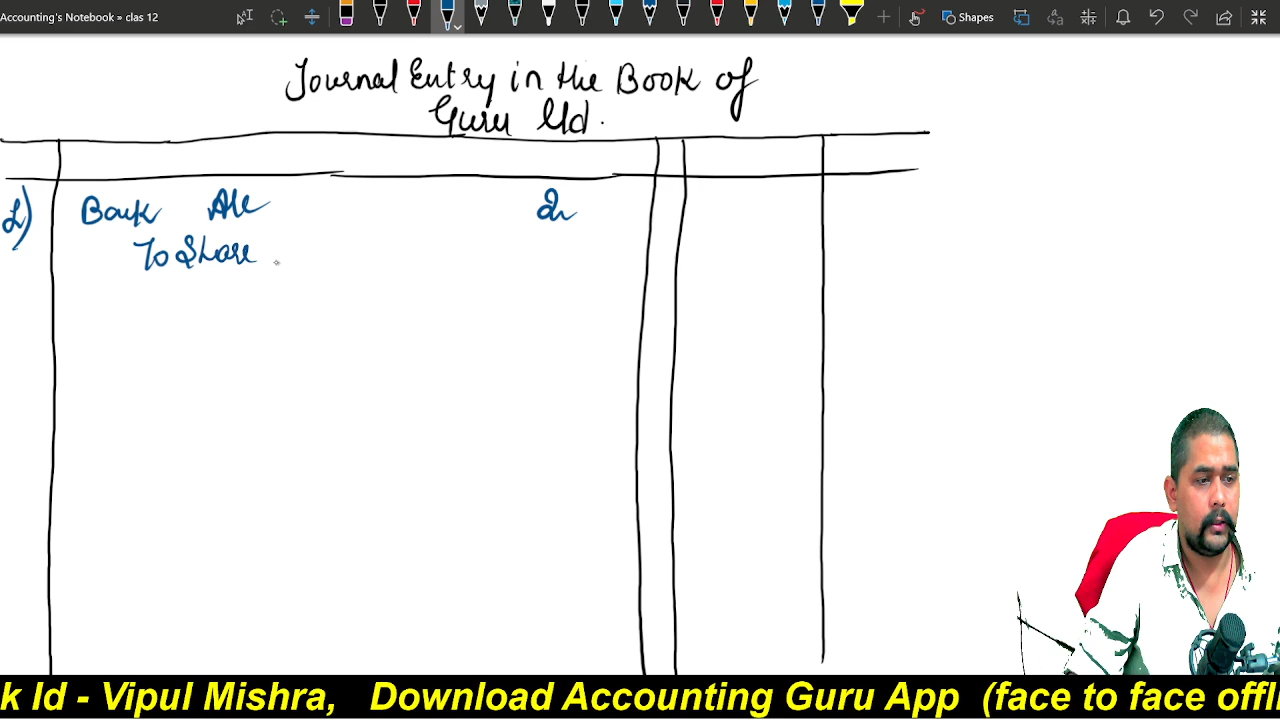 Accounting's Notebook » clas 12
Shapes
Journal Entry in the Book of
Guru Ltd.
1) Bank A/c Dr
To Share
k Id - Vipul Mishra, Download Accounting Guru App (face to face offl